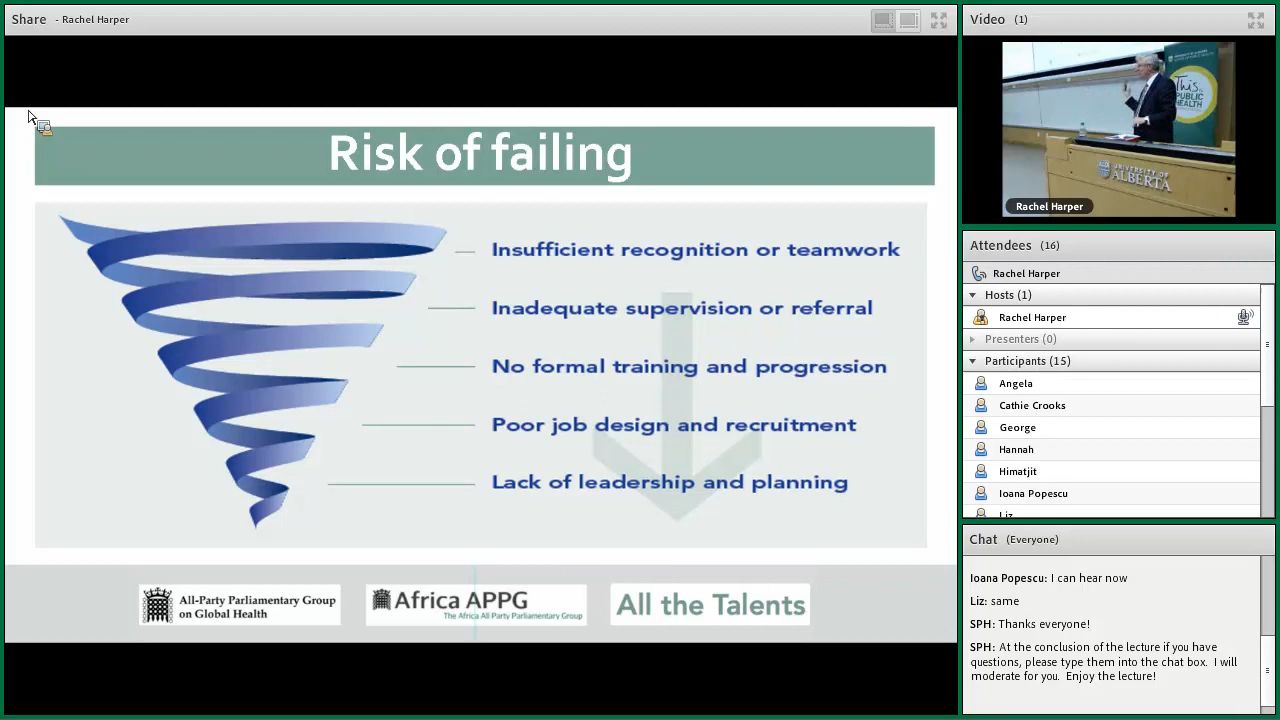 Share - Rachel Harper
Risk of failing
Insufficient recognition or teamwork
Inadequate supervision or referral
No formal training and progression
Poor job design and recruitment
Lack of leadership and planning
All-Party Parliamentary Group
on Global Health
Africa APPG
The Africa All Party Parliamentary Group
All the Talents
Video (1)
This
PUBLIC
HEALTH
UNIVERSITY OF
ALBERTA
Rachel Harper
Attendees (16)
Rachel Harper
Hosts (1)
Rachel Harper
Presenters (0)
Participants (15)
Angela
Cathie Crooks
George
Hannah
Himatjit
Ioana Popescu
Liz
Chat (Everyone)
Ioana Popescu: I can hear now
Liz: same
SPH: Thanks everyone!
SPH: At the conclusion of the lecture if you have
questions, please type them into the chat box. I will
moderate for you. Enjoy the lecture!